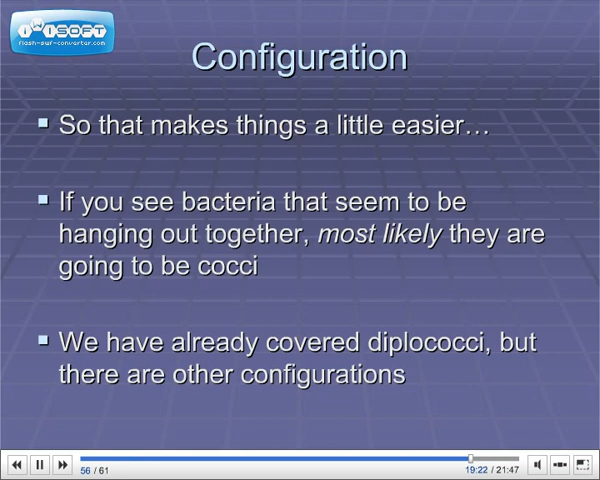 iWiSOFT
flash-swf-converter.com
Configuration
So that makes things a little easier…
If you see bacteria that seem to be
hanging out together, most likely they are
going to be cocci
We have already covered diplococci, but
there are other configurations
56 / 61
19:22 / 21:47